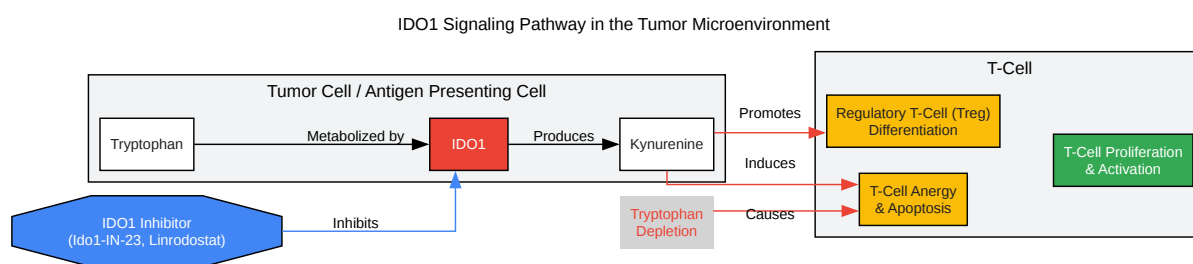 IDO1 Signaling Pathway in the Tumor Microenvironment
Tumor Cell / Antigen Presenting Cell
Tryptophan
Metabolized by
IDO1
Produces
Kynurenine
IDO1 Inhibitor
(Ido1-IN-23, Linrodostat)
Inhibits
Tryptophan
Depletion
Promotes
Induces
Causes
T-Cell
Regulatory T-Cell (Treg)
Differentiation
T-Cell Anergy
& Apoptosis
T-Cell Proliferation
& Activation